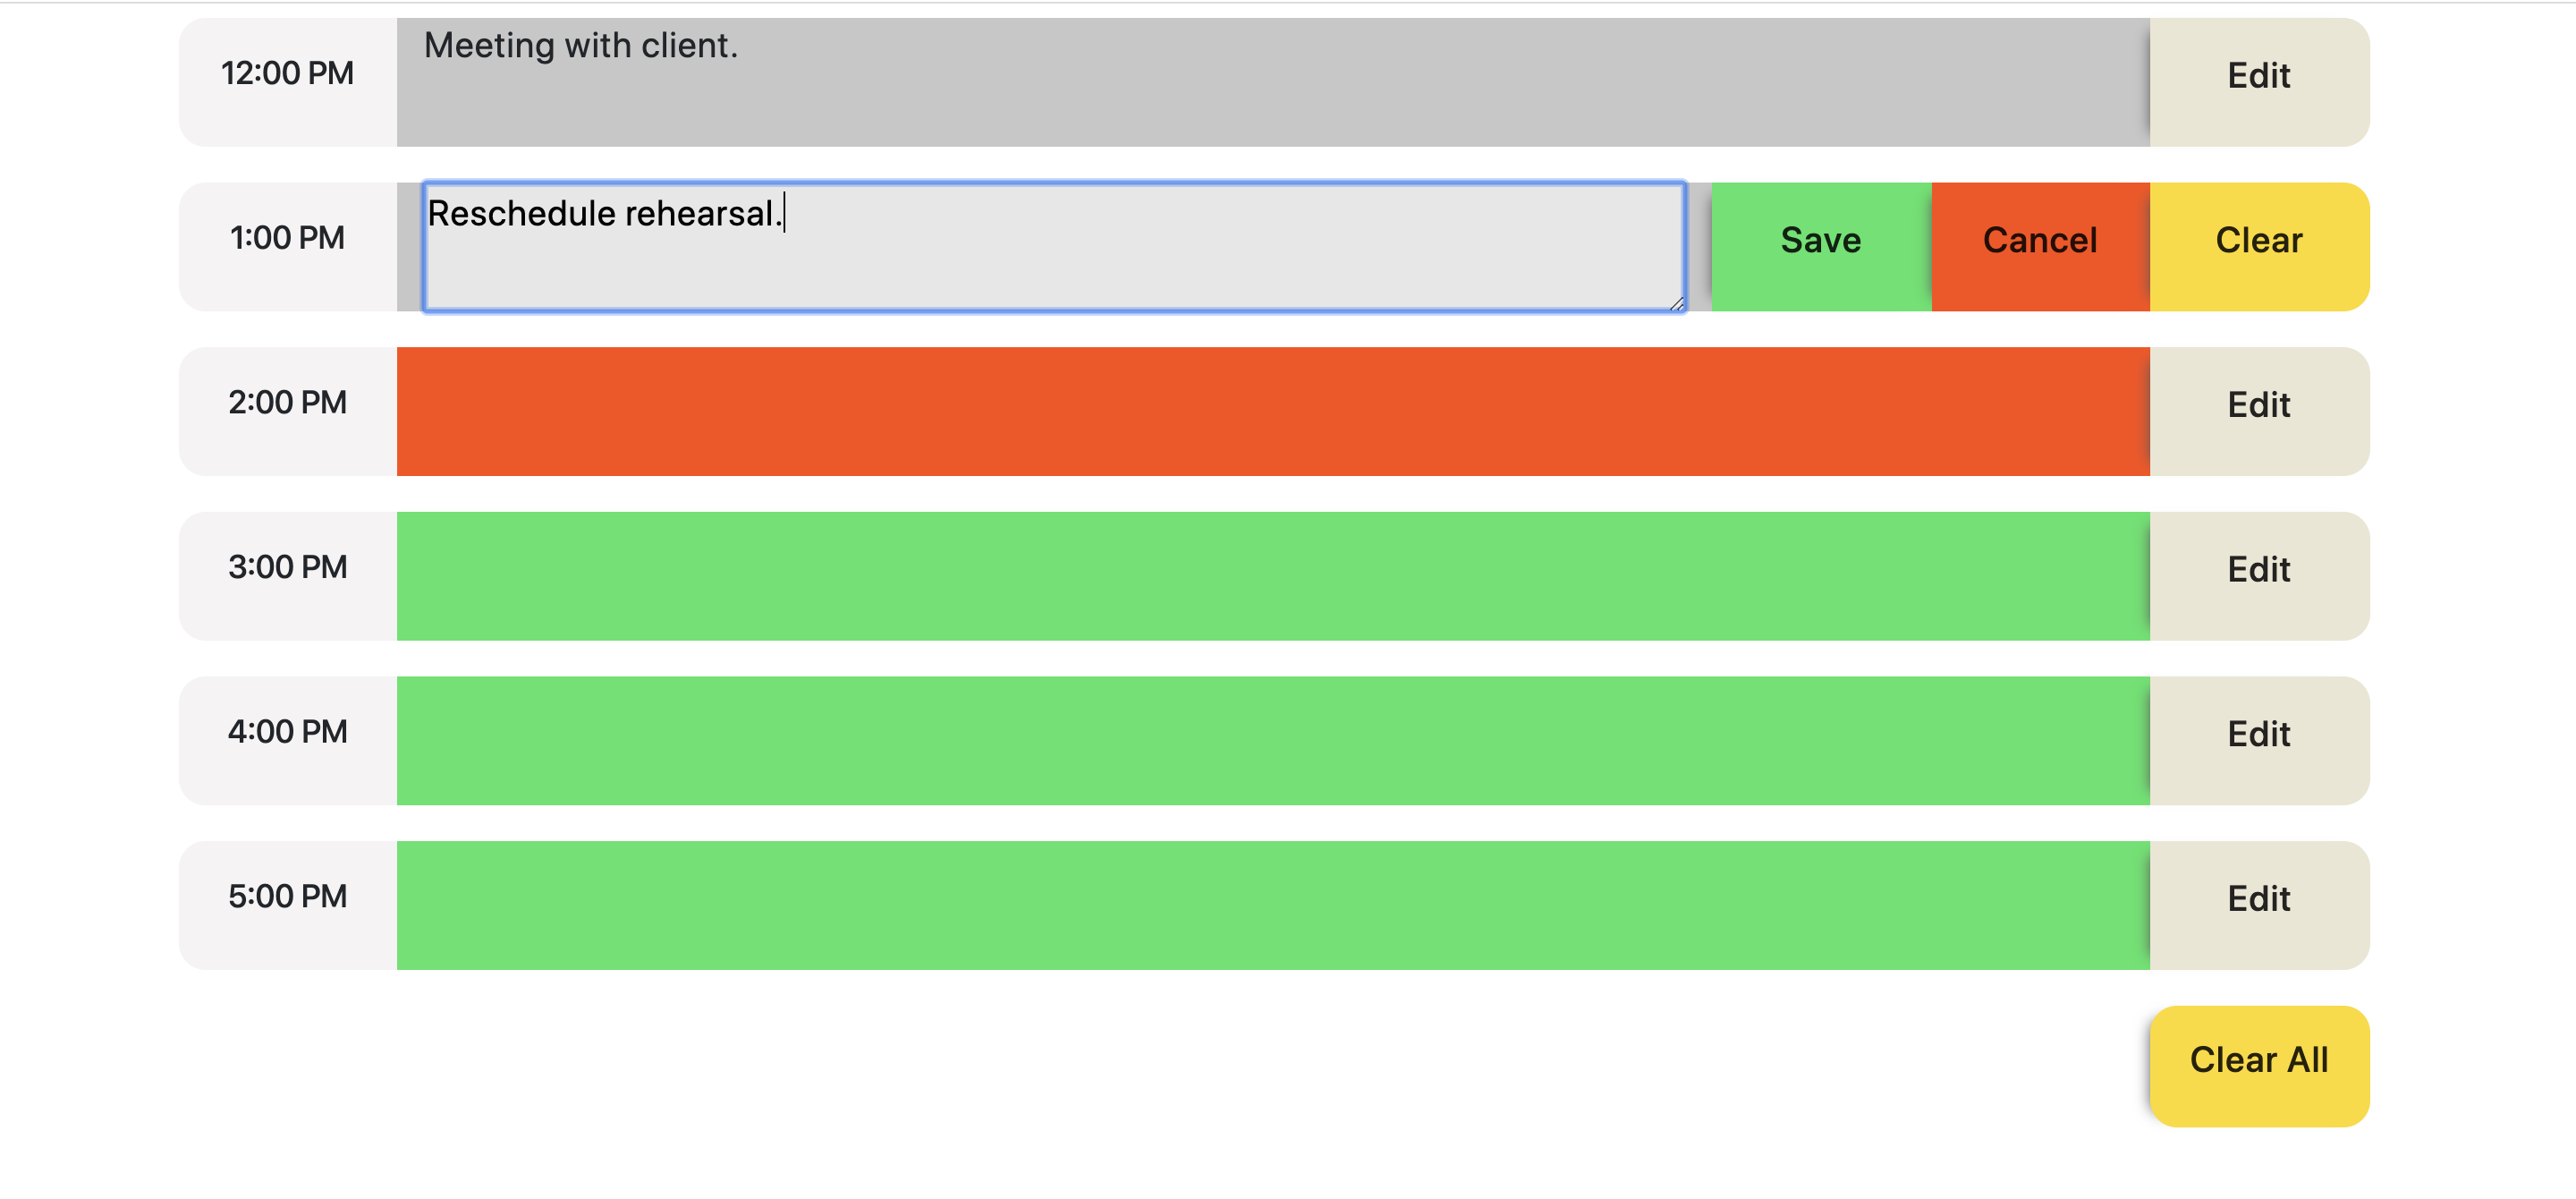 12:00 PM Meeting with client. Edit
1:00 PM Reschedule rehearsal. Save Cancel Clear
2:00 PM Edit
3:00 PM Edit
4:00 PM Edit
5:00 PM Edit
Clear All